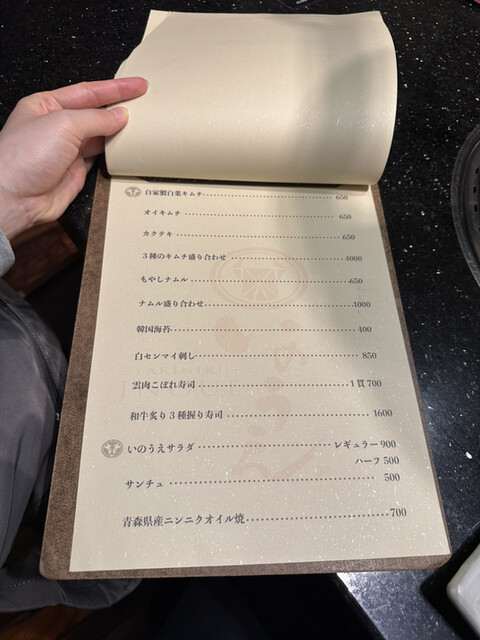 自家製白菜キムチ 650
オイキムチ 650
カクテキ 650
3種のキムチ盛り合わせ 4000
もやしナムル 650
ナムル盛り合わせ 1000
韓国海苔 400
白センマイ刺し 850
雲肉こぼれ寿司 1貫 700
和牛炙り3種握り寿司 1600
いのうえサラダ レギュラー 900
ハーフ 500
サンチュ 500
青森県産ニンニクオイル焼 700